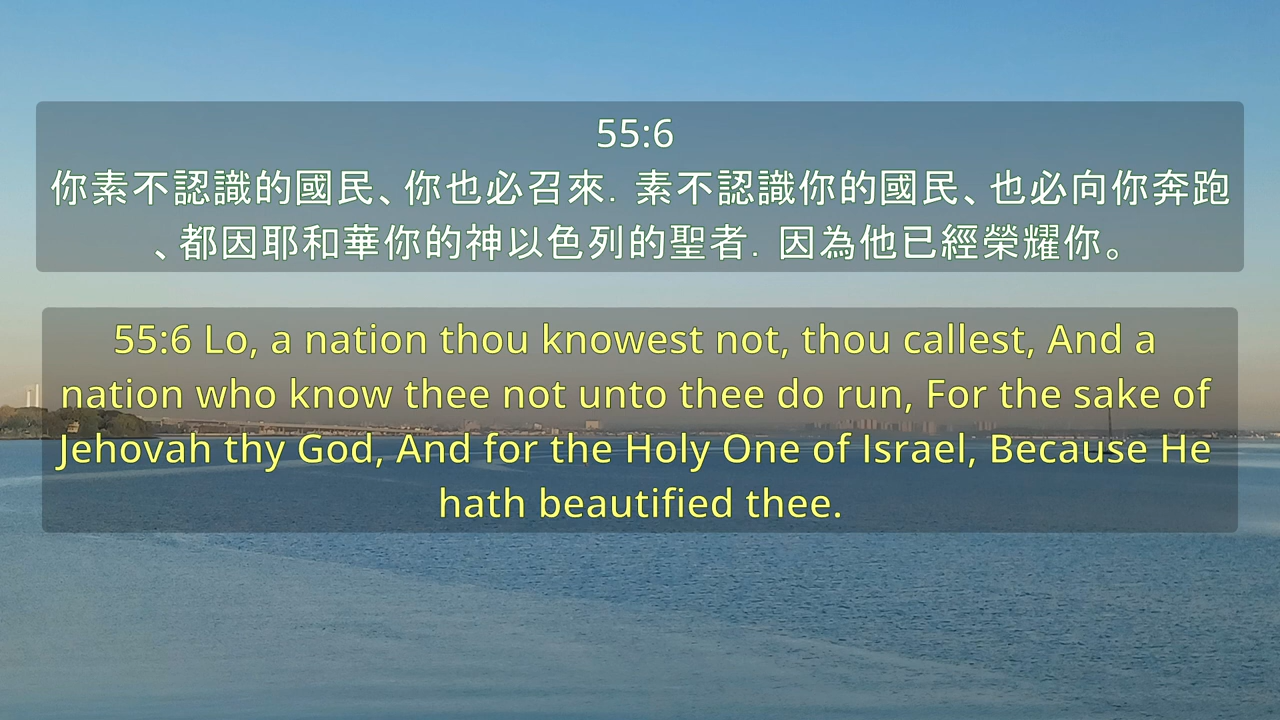 55:6
你素不認識的國民、你也必召來．素不認識你的國民、也必向你奔跑
、都因耶和華你的神以色列的聖者．因為他已經榮耀你。
55:6 Lo, a nation thou knowest not, thou callest, And a
nation who know thee not unto thee do run, For the sake of
Jehovah thy God, And for the Holy One of Israel, Because He
hath beautified thee.